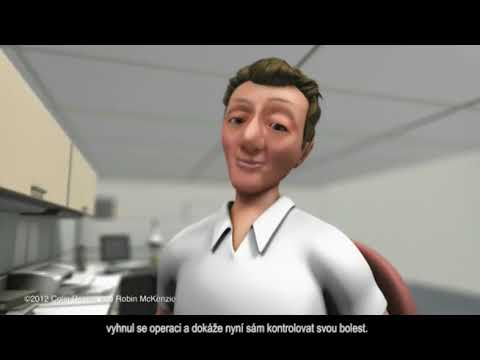 ©2012 Colin Davies and Robin McKenzie
vyhnul se operaci a dokáže nyní sám kontrolovat svou bolest.